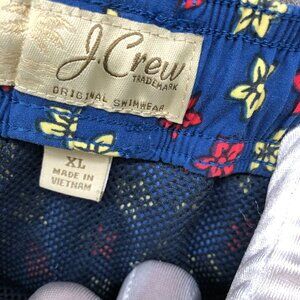 J.Crew
TRADEMARK
ORIGINAL SWIMWEAR
XL
MADE IN
VIETNAM